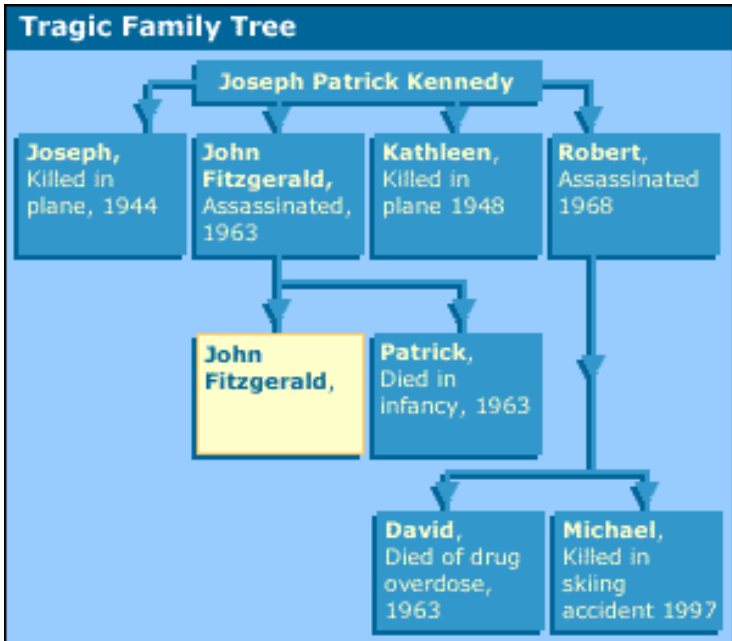 Tragic Family Tree
Joseph Patrick Kennedy
Joseph,
Killed in
plane, 1944
John
Fitzgerald,
Assassinated,
1963
Kathleen,
Killed in
plane 1948
Robert,
Assassinated
1968
John
Fitzgerald,
Patrick,
Died in
infancy, 1963
David,
Died of drug
overdose,
1963
Michael,
Killed in
skiing
accident 1997